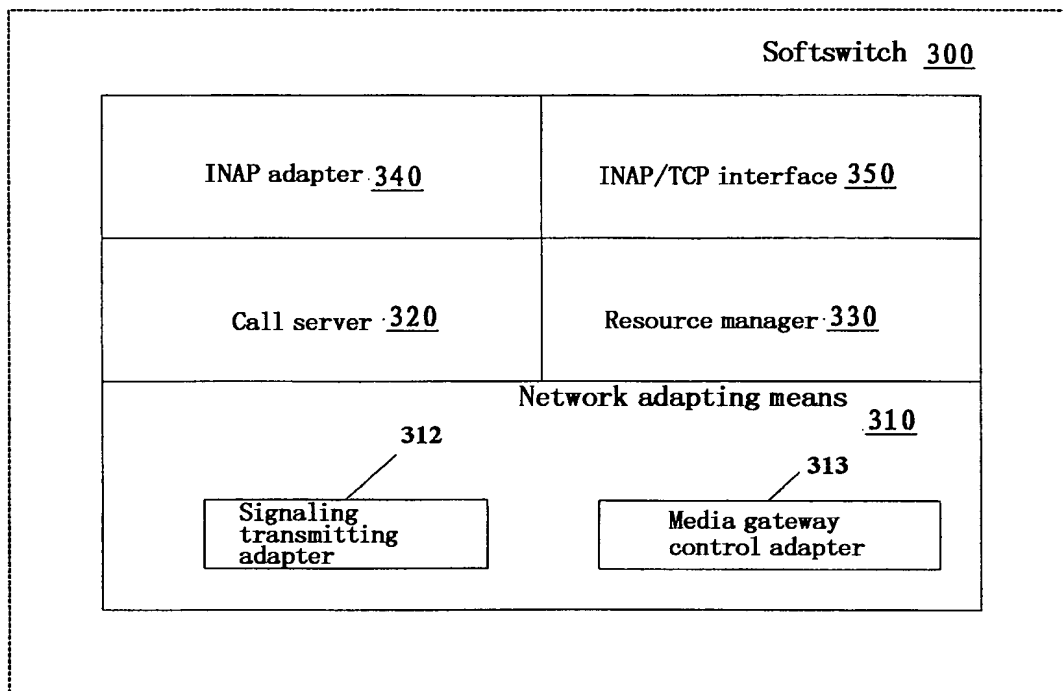 Softswitch 300
INAP adapter 340
INAP/TCP interface 350
Call server 320
Resource manager 330
Network adapting means
310
312
313
Signaling
transmitting
adapter
Media gateway
control adapter